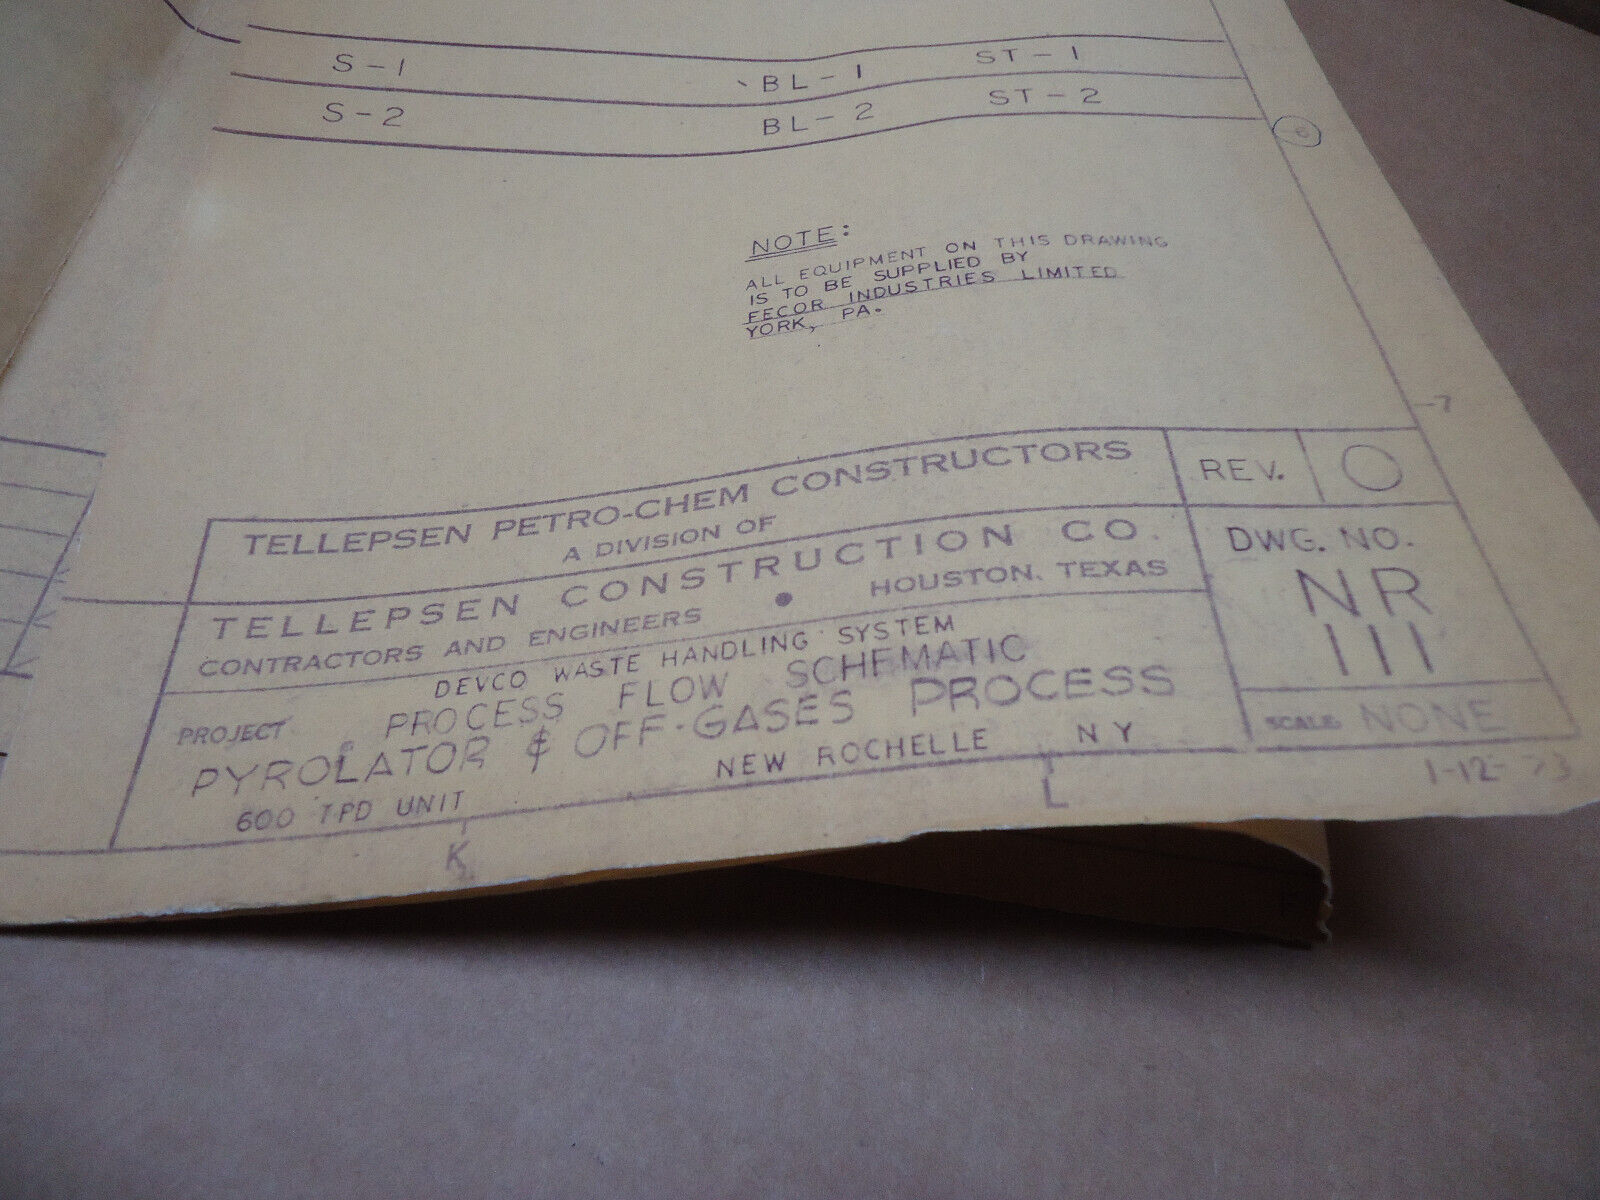 S-1 BL-1 ST-1
S-2 BL-2 ST-2
NOTE:
ALL EQUIPMENT ON THIS DRAWING
IS TO BE SUPPLIED BY
EECOR INDUSTRIES LIMITED
YORK, PA.
7
TELLEPSEN PETRO-CHEM CONSTRUCTORS
A DIVISION OF
TELLEPSEN CONSTRUCTION CO.
CONTRACTORS AND ENGINEERS • HOUSTON, TEXAS
REV. O
DWG. NO.
NR
111
SCALE NONE
PROJECT
DEVCO WASTE HANDLING SYSTEM
PROCESS FLOW SCHEMATIC
PYROLATOR & OFF-GASES PROCESS
600 TPD UNIT NEW ROCHELLE NY
1-12-73
K L